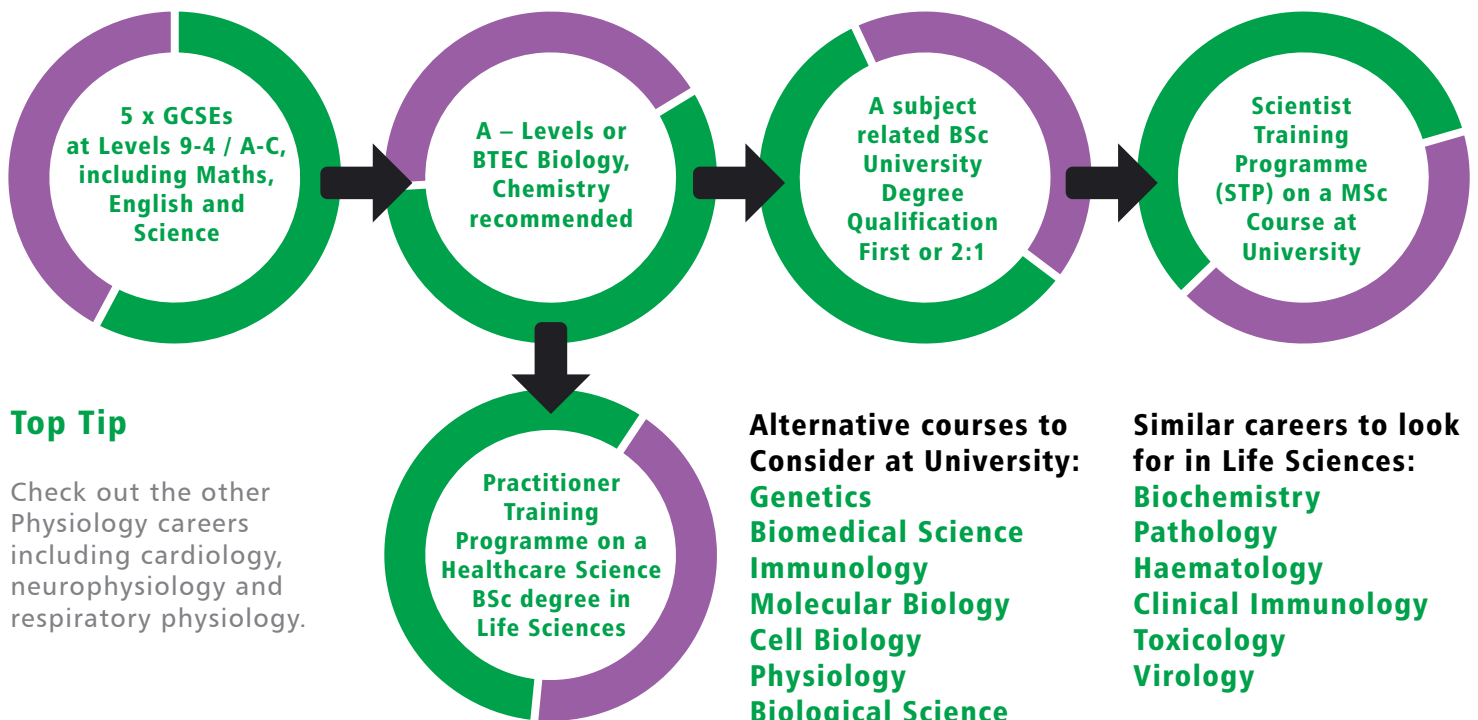 5 x GCSEs
at Levels 9-4 / A-C,
including Maths,
English and
Science
A – Levels or
BTEC Biology,
Chemistry
recommended
A subject
related BSc
University
Degree
Qualification
First or 2:1
Scientist
Training
Programme
(STP) on a MSc
Course at
University
Practitioner
Training
Programme on a
Healthcare Science
BSc degree in
Life Sciences
Top Tip
Check out the other
Physiology careers
including cardiology,
neurophysiology and
respiratory physiology.
Alternative courses to
Consider at University:
Genetics
Biomedical Science
Immunology
Molecular Biology
Cell Biology
Physiology
Biological Science
Similar careers to look
for in Life Sciences:
Biochemistry
Pathology
Haematology
Clinical Immunology
Toxicology
Virology